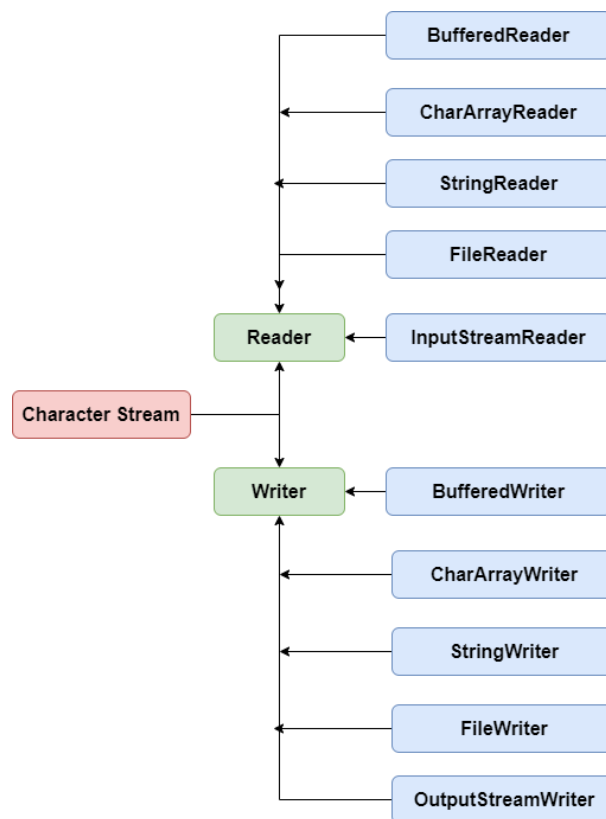 BufferedReader
CharArrayReader
StringReader
FileReader
Reader
InputStreamReader
Character Stream
Writer
BufferedWriter
CharArrayWriter
StringWriter
FileWriter
OutputStreamWriter